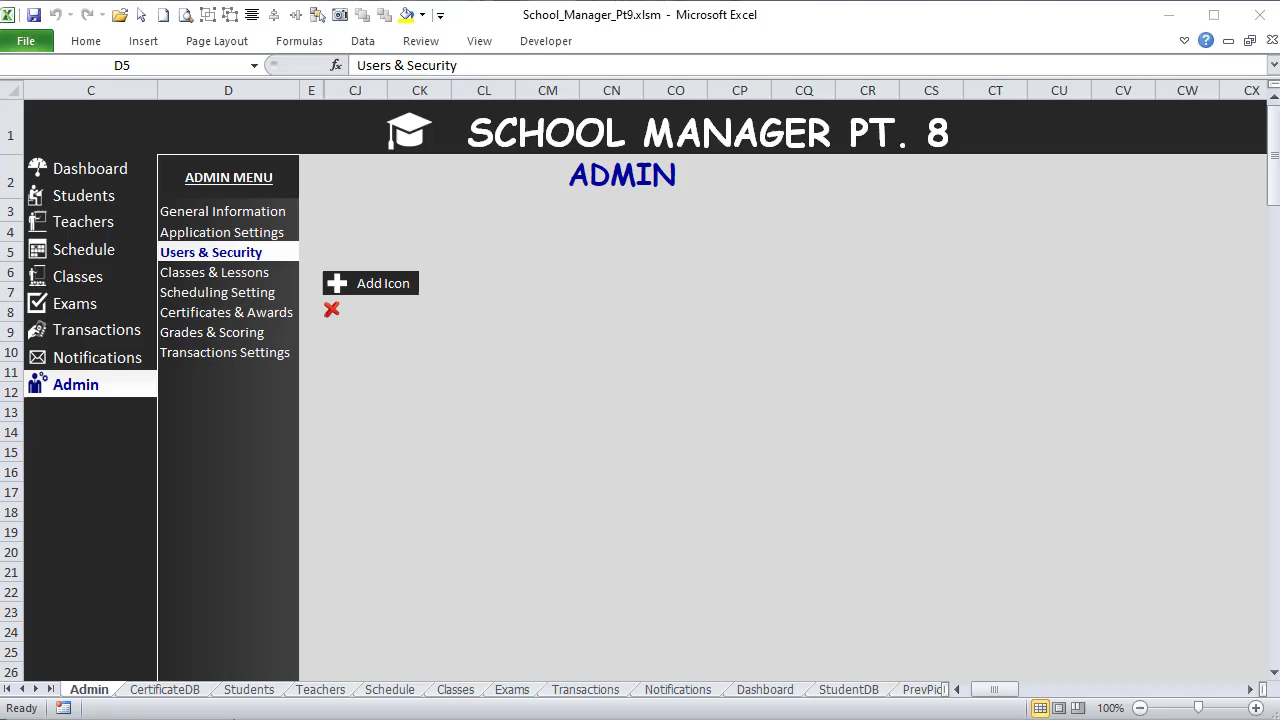 School_Manager_Pt9.xlsm - Microsoft Excel
File Home Insert Page Layout Formulas Data Review View Developer
D5 fx Users & Security
C D E CJ CK CL CM CN CO CP CQ CR CS CT CU CV CW CX
1 SCHOOL MANAGER PT. 8
2 ADMIN
Dashboard
Students
Teachers
Schedule
Classes
Exams
Transactions
Notifications
Admin
ADMIN MENU
General Information
Application Settings
Users & Security
Classes & Lessons
Scheduling Setting
Certificates & Awards
Grades & Scoring
Transactions Settings
Add Icon
3
4
5
6
7
8
9
10
11
12
13
14
15
16
17
18
19
20
21
22
23
24
25
26
Admin CertificateDB Students Teachers Schedule Classes Exams Transactions Notifications Dashboard StudentDB PrevPic
Ready 100%